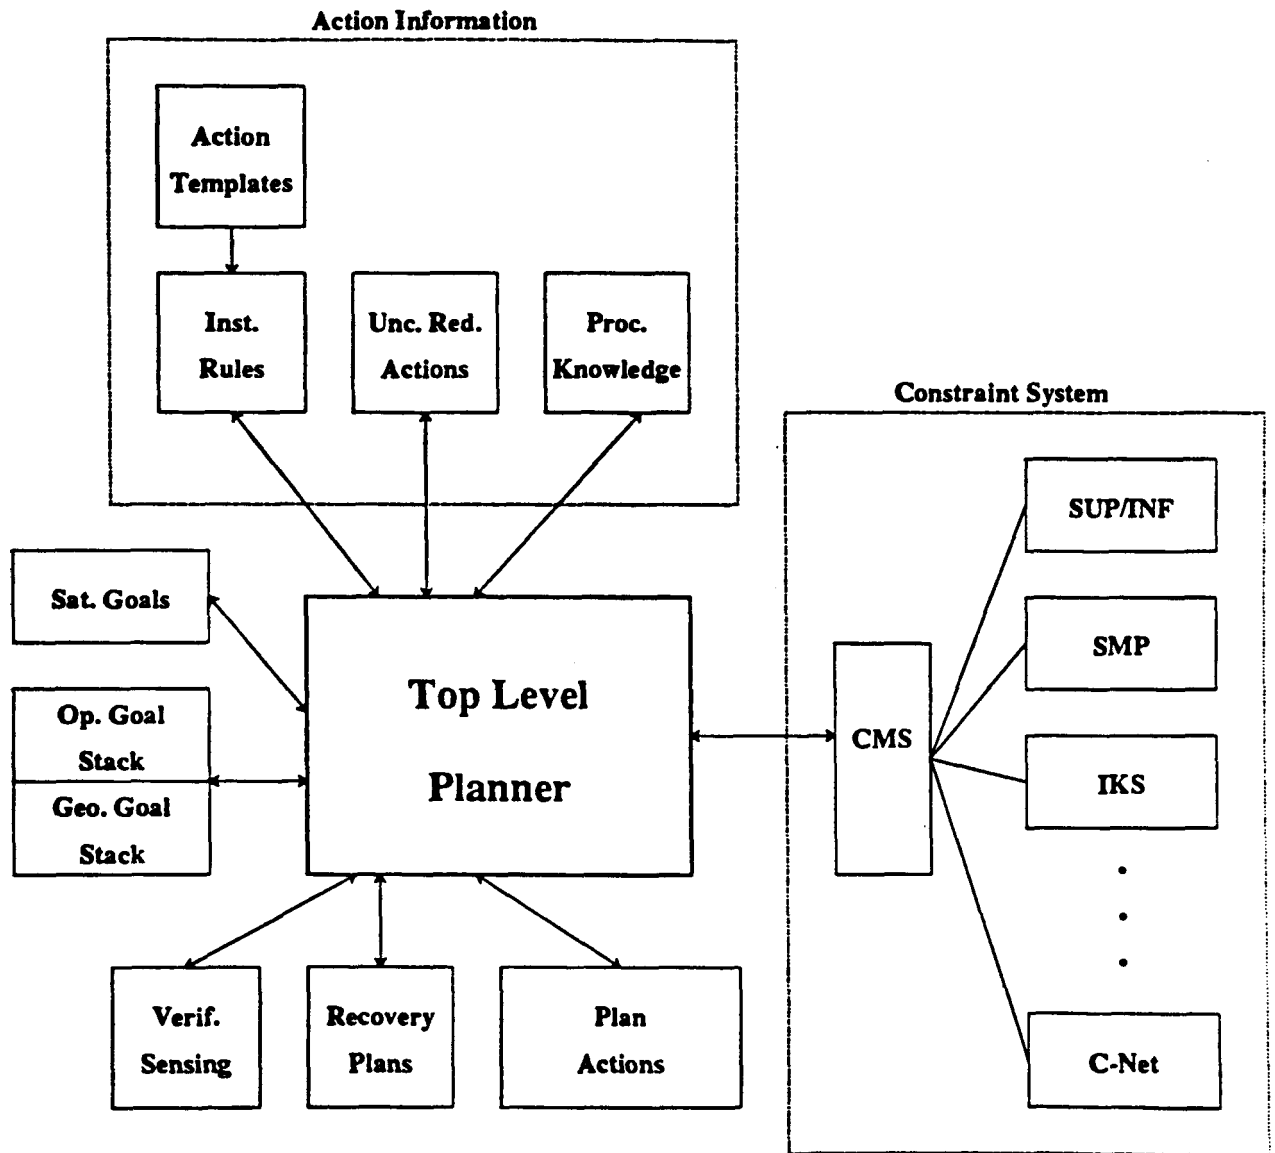 Action Information
Action
Templates
Inst.
Rules
Unc. Red.
Actions
Proc.
Knowledge
Constraint System
SUP/INF
SMP
IKS
C-Net
CMS
Sat. Goals
Op. Goal
Stack
Geo. Goal
Stack
Top Level
Planner
Verif.
Sensing
Recovery
Plans
Plan
Actions